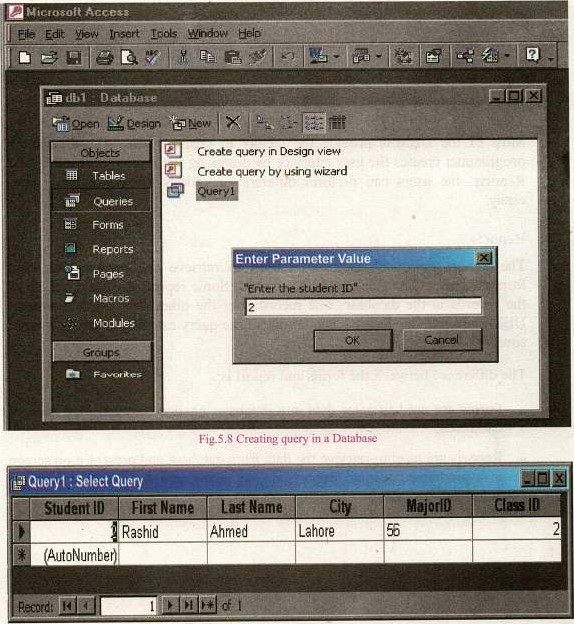 Microsoft Access
File Edit View Insert Tools Window Help
db1 : Database
Open Design New
Objects
Tables
Queries
Forms
Reports
Pages
Macros
Modules
Groups
Favorites
Create query in Design view
Create query by using wizard
Query1
Enter Parameter Value
"Enter the student ID"
2
OK Cancel
Fig.5.8 Creating query in a Database
Query1 : Select Query
Student ID First Name Last Name City MajorID Class ID
2 Rashid Ahmed Lahore 56 2
(AutoNumber)
Record: 1 of 1